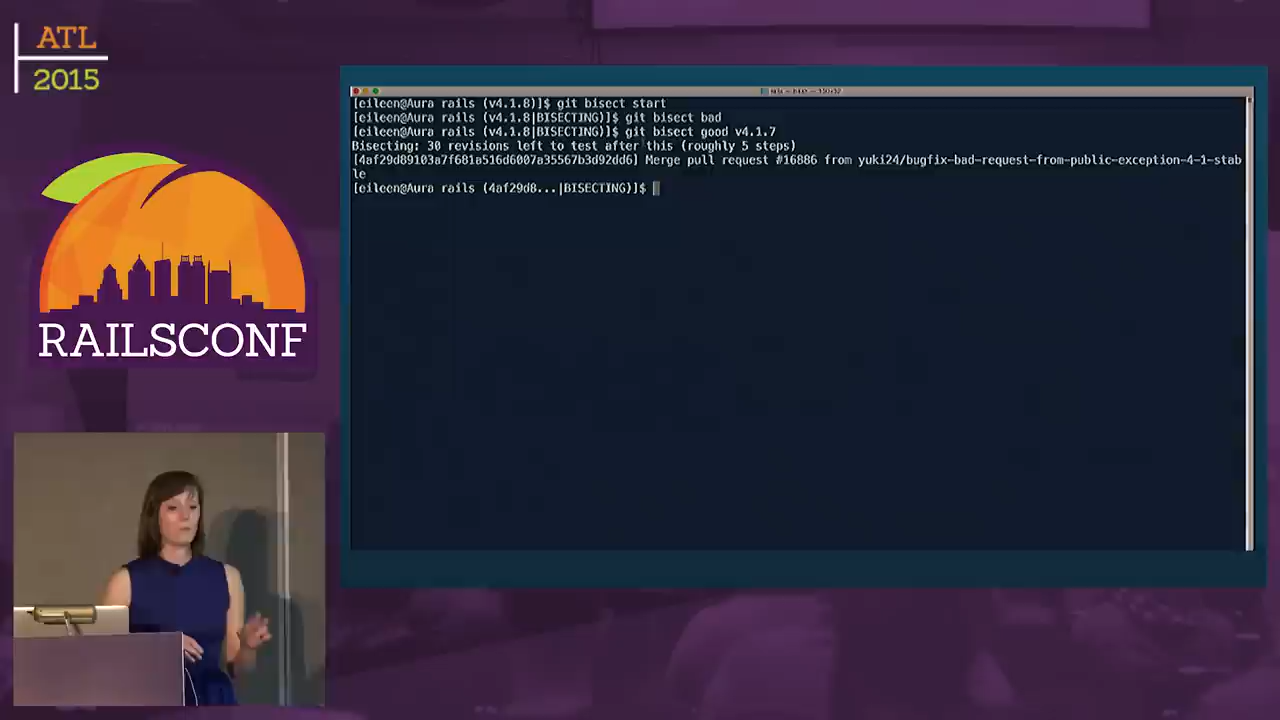 ATL
2015
RAILSCONF
[eileen@Aura rails (v4.1.8)]$ git bisect start
[eileen@Aura rails (v4.1.8|BISECTING)]$ git bisect bad
[eileen@Aura rails (v4.1.8|BISECTING)]$ git bisect good v4.1.7
Bisecting: 30 revisions left to test after this (roughly 5 steps)
[4af29d89103a7f681a516d6007a35567b3d92dd6] Merge pull request #16886 from yuki24/bugfix-bad-request-from-public-exception-4-1-stab
le
[eileen@Aura rails (4af29d8...|BISECTING)]$